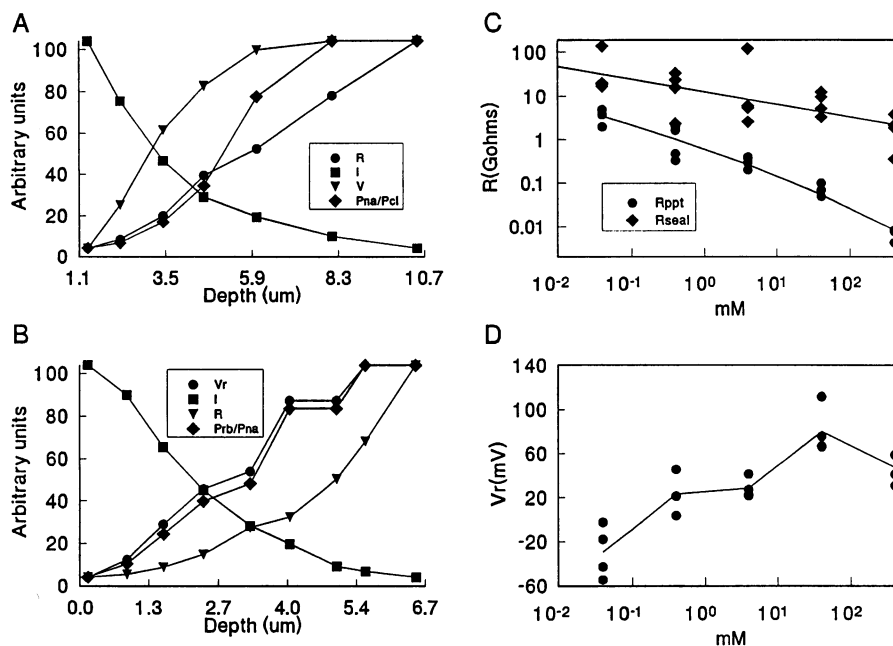 A
Arbitrary units
100
80
60
40
20
0
R
I
V
Pna/Pcl
1.1 3.5 5.9 8.3 10.7
Depth (um)
B
Arbitrary units
100
80
60
40
20
0
Vr
I
R
Prb/Pna
0.0 1.3 2.7 4.0 5.4 6.7
Depth (um)
C
R(Gohms)
100
10
1
0.1
0.01
Rppt
Rseal
10-2 10-1 100 101 102
mM
D
Vr(mV)
140
100
60
20
-20
-60
10-2 10-1 100 101 102
mM